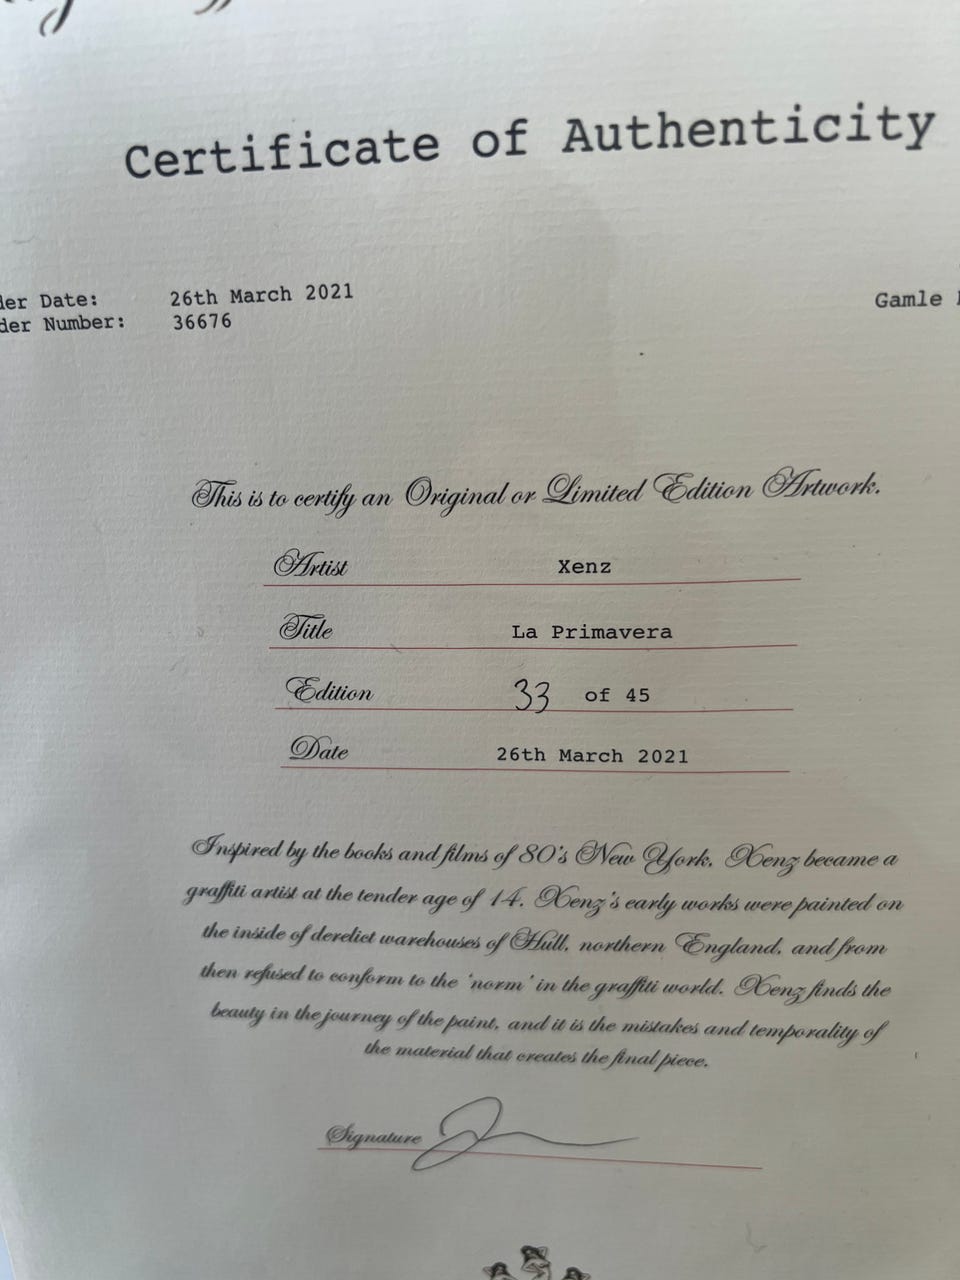 Certificate of Authenticity
der Date: 26th March 2021
der Number: 36676
Gamle
This is to certify an Original or Limited Edition Artwork.
Artist Xenz
Title La Primavera
Edition 33 of 45
Date 26th March 2021
Inspired by the books and films of 80's New York, Xenz became a
graffiti artist at the tender age of 14. Xenz's early works were painted on
the inside of derelict warehouses of Hull, northern England, and from
then refused to conform to the 'norm' in the graffiti world. Xenz finds the
beauty in the journey of the paint, and it is the mistakes and temporality of
the material that creates the final piece.
Signature